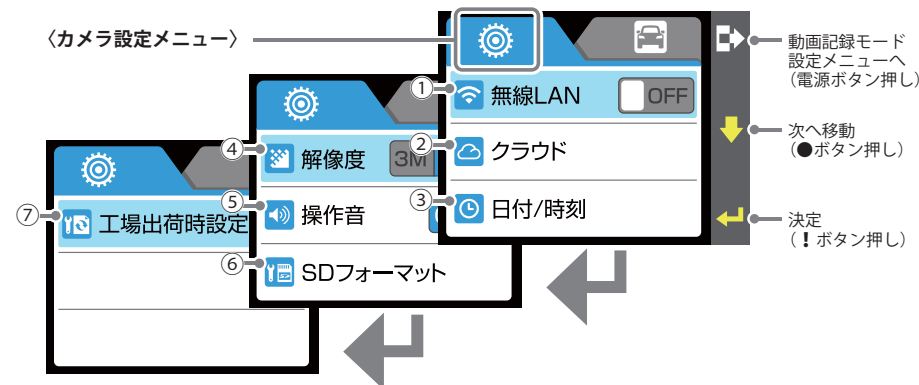 〈カメラ設定メニュー〉
① 無線LAN OFF
② クラウド
③ 日付/時刻
動画記録モード
設定メニューへ
（電源ボタン押し）
次へ移動
（●ボタン押し）
決定
（！ボタン押し）
④ 解像度 3M
⑤ 操作音
⑥ SDフォーマット
⑦ 工場出荷時設定